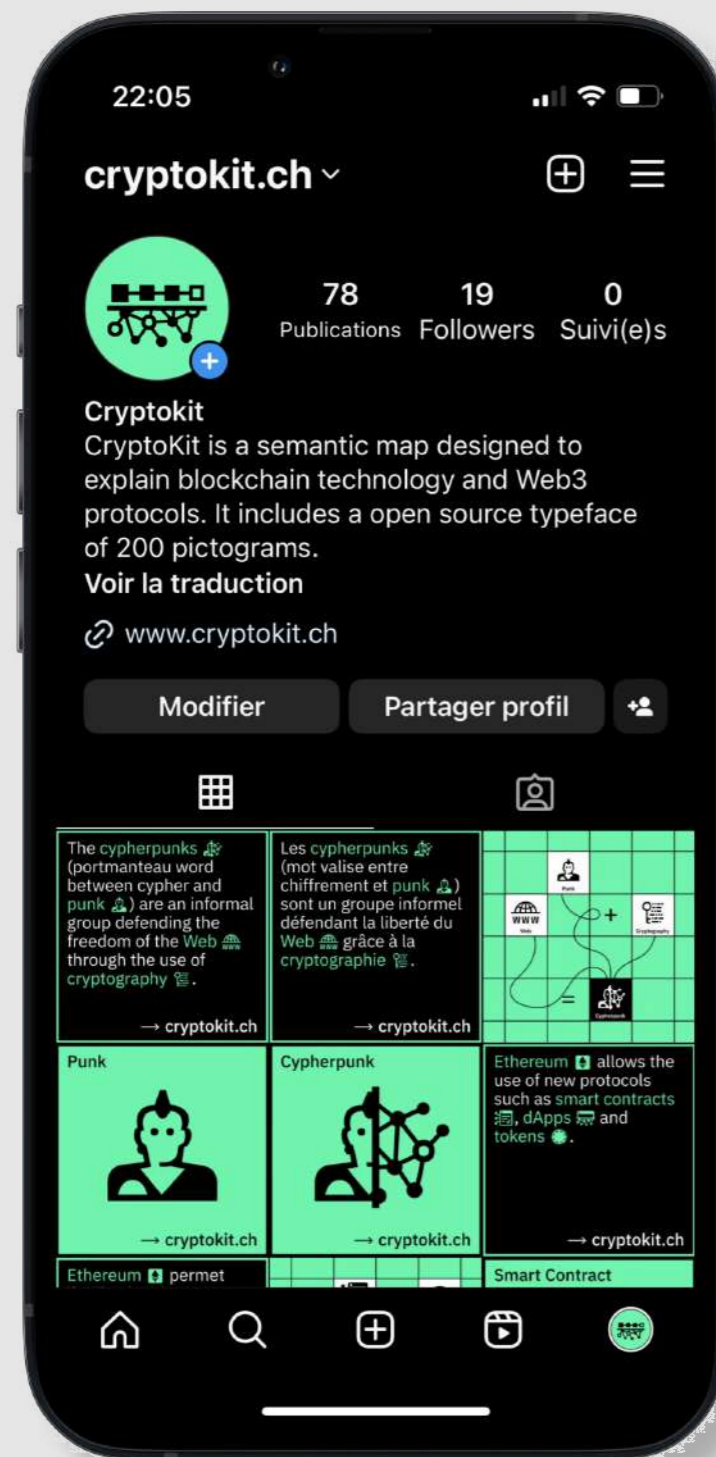 22:05
cryptokit.ch
78
19
0
Publications
Followers
Suivi(e)s
Cryptokit
CryptoKit is a semantic map designed to
explain blockchain technology and Web3
protocols. It includes a open source typeface
of 200 pictograms.
Voir la traduction
www.cryptokit.ch
Modifier
Partager profil
The cypherpunks
(portmanteau word
between cypher and
punk ) are an informal
group defending the
freedom of the Web
through the use of
cryptography .
→ cryptokit.ch
Les cypherpunks
(mot valise entre
chiffrement et punk )
sont un groupe informel
défendant la liberté du
Web grâce à la
cryptographie .
→ cryptokit.ch
Punk
WWW
Web
+
Cryptography
=
Cypherpunk
Punk
→ cryptokit.ch
Cypherpunk
→ cryptokit.ch
Ethereum allows the
use of new protocols
such as smart contracts
, dApps and
tokens .
→ cryptokit.ch
Ethereum permet
Smart Contract